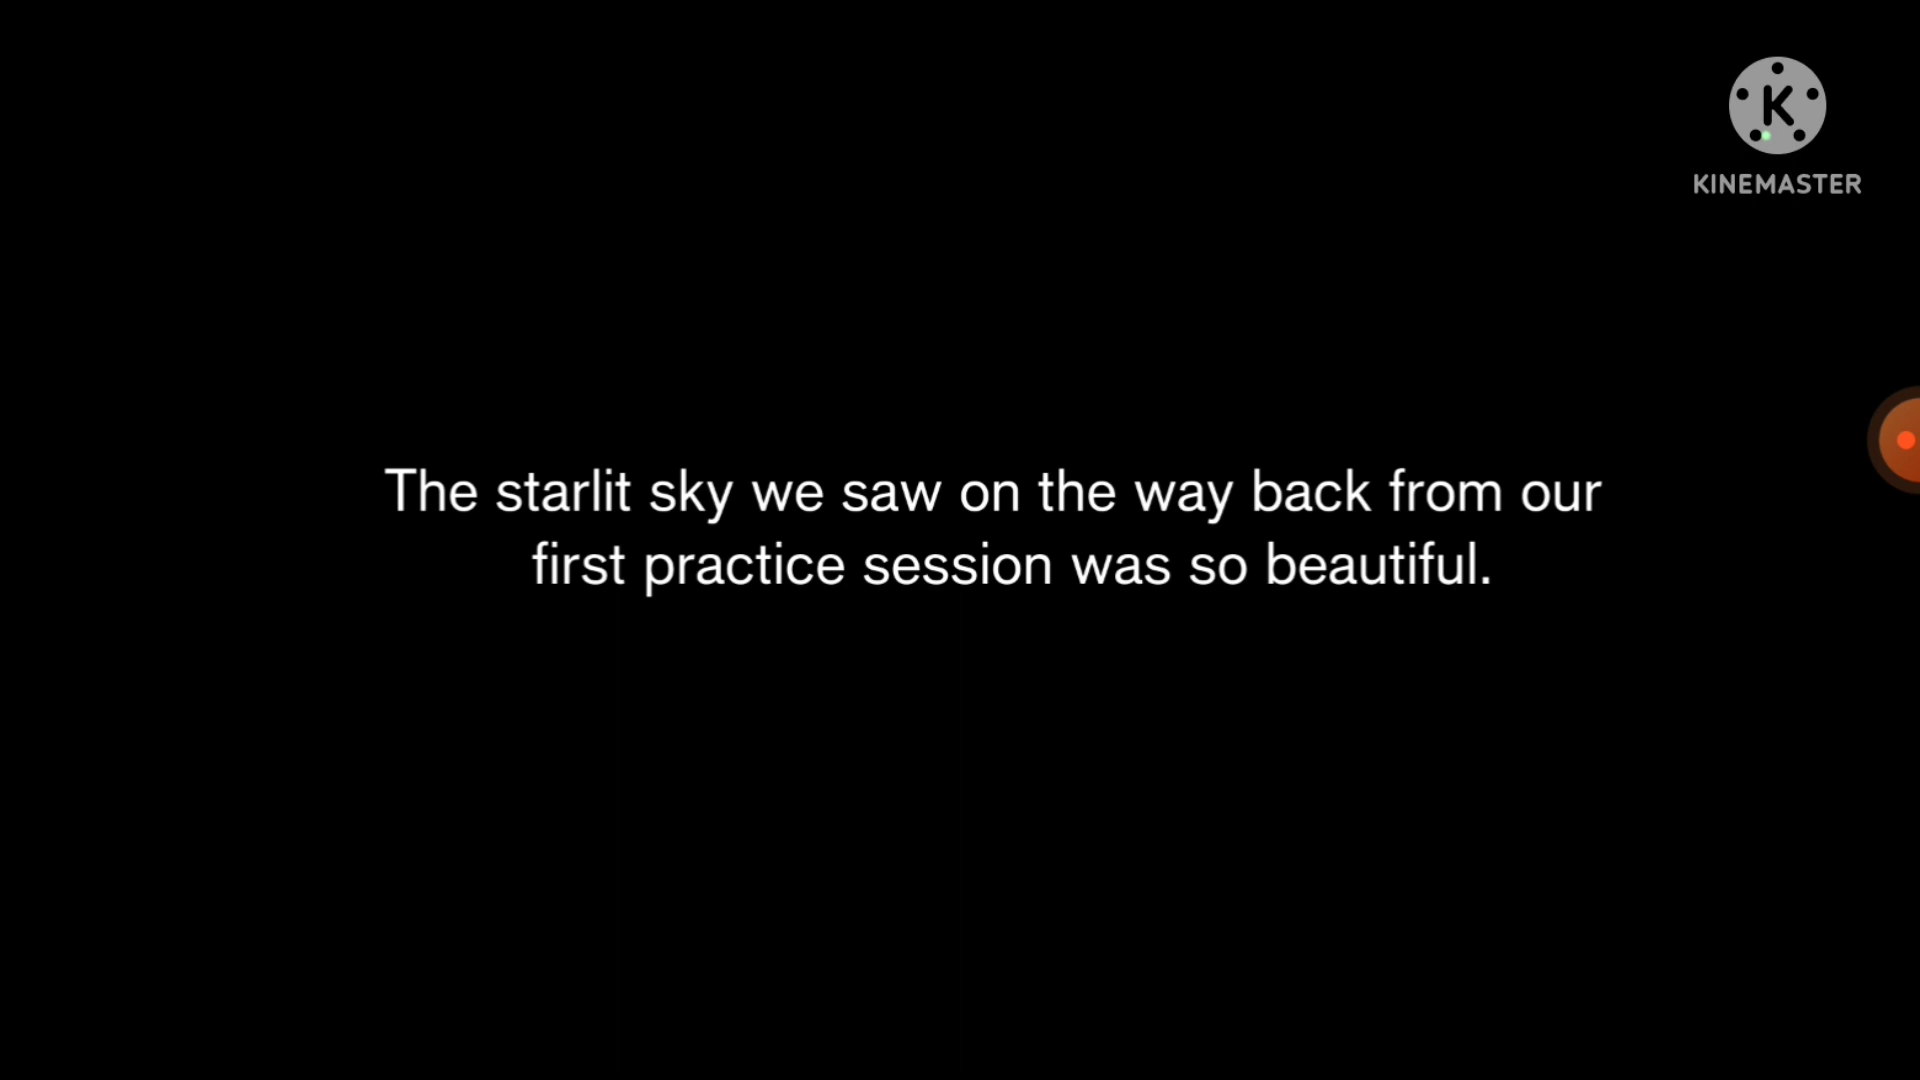 K
KINEMASTER
The starlit sky we saw on the way back from our
first practice session was so beautiful.